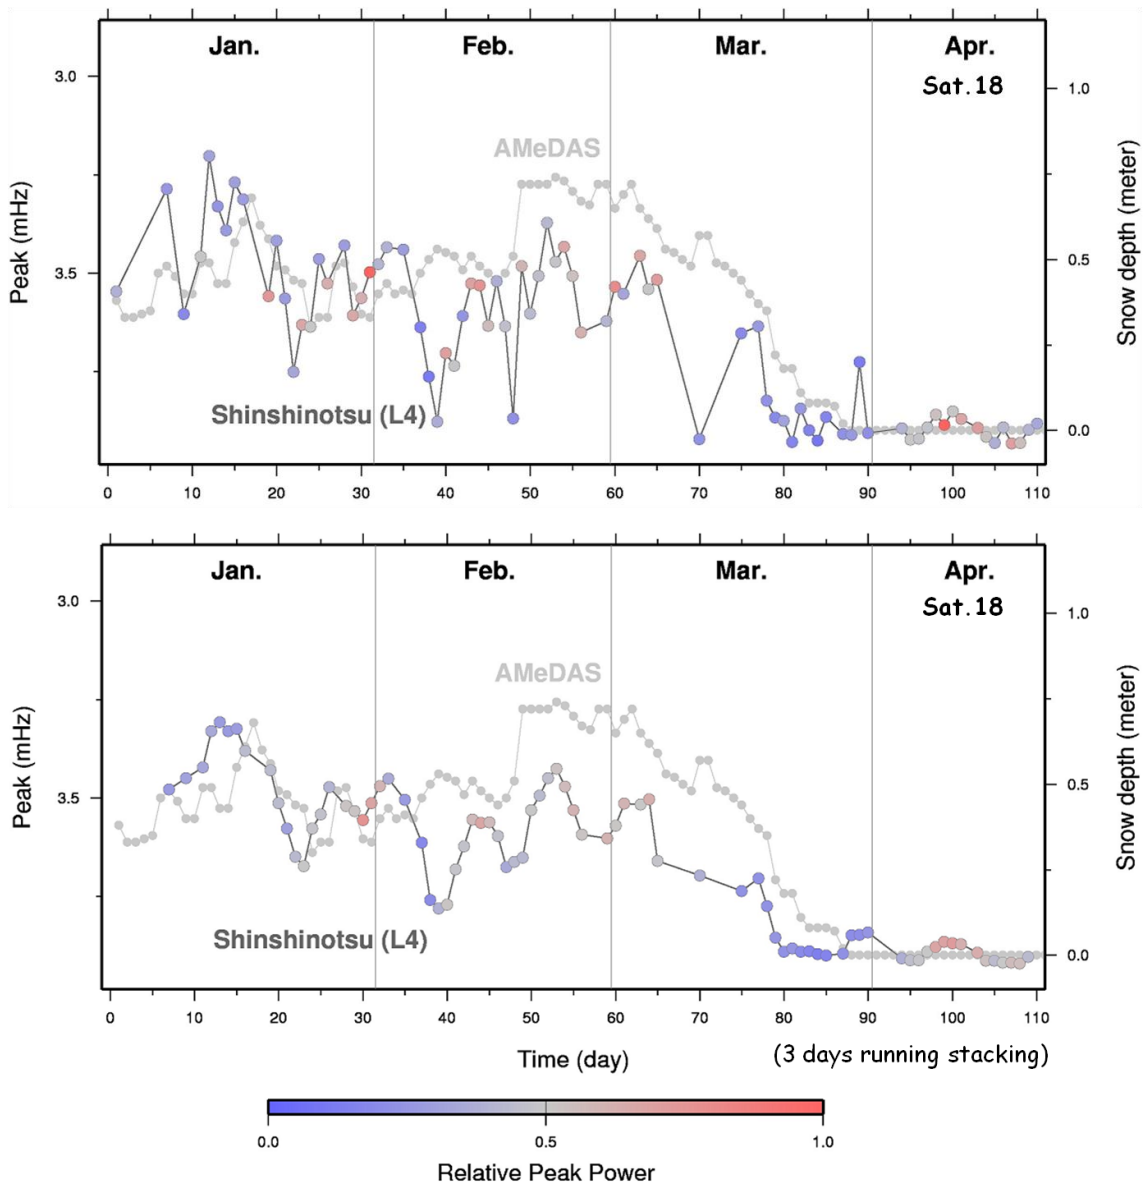 Jan. Feb. Mar. Apr.
Sat.18
3.0
3.5
Peak (mHz)
1.0
0.5
0.0
Snow depth (meter)
AMeDAS
Shinshinotsu (L4)
0 10 20 30 40 50 60 70 80 90 100 110
Jan. Feb. Mar. Apr.
Sat.18
3.0
3.5
Peak (mHz)
1.0
0.5
0.0
Snow depth (meter)
AMeDAS
Shinshinotsu (L4)
0 10 20 30 40 50 60 70 80 90 100 110
Time (day)
(3 days running stacking)
0.0 0.5 1.0
Relative Peak Power